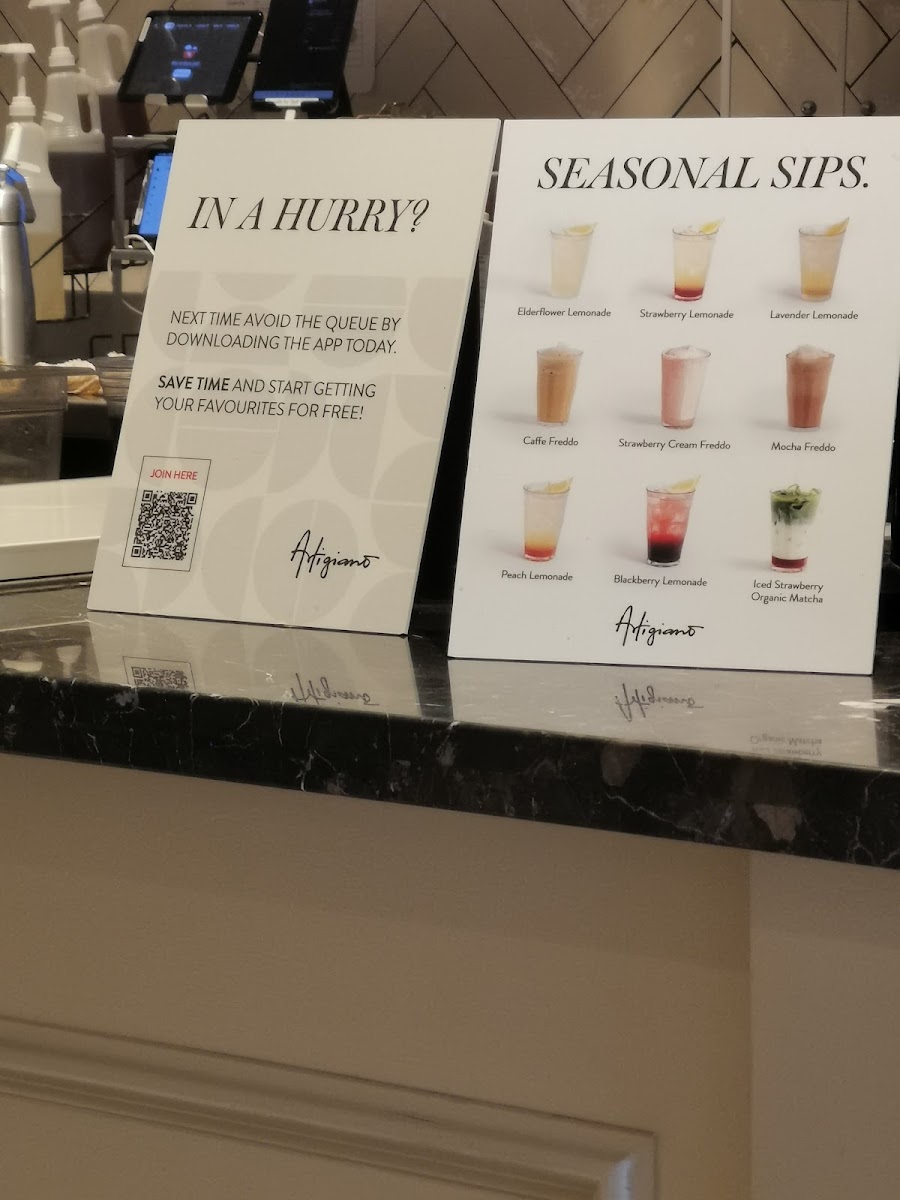 IN A HURRY?
NEXT TIME AVOID THE QUEUE BY
DOWNLOADING THE APP TODAY.
SAVE TIME AND START GETTING
YOUR FAVOURITES FOR FREE!
JOIN HERE
Artigiano
SEASONAL SIPS.
Elderflower Lemonade
Strawberry Lemonade
Lavender Lemonade
Caffe Freddo
Strawberry Cream Freddo
Mocha Freddo
Peach Lemonade
Blackberry Lemonade
Iced Strawberry
Organic Matcha
Artigiano